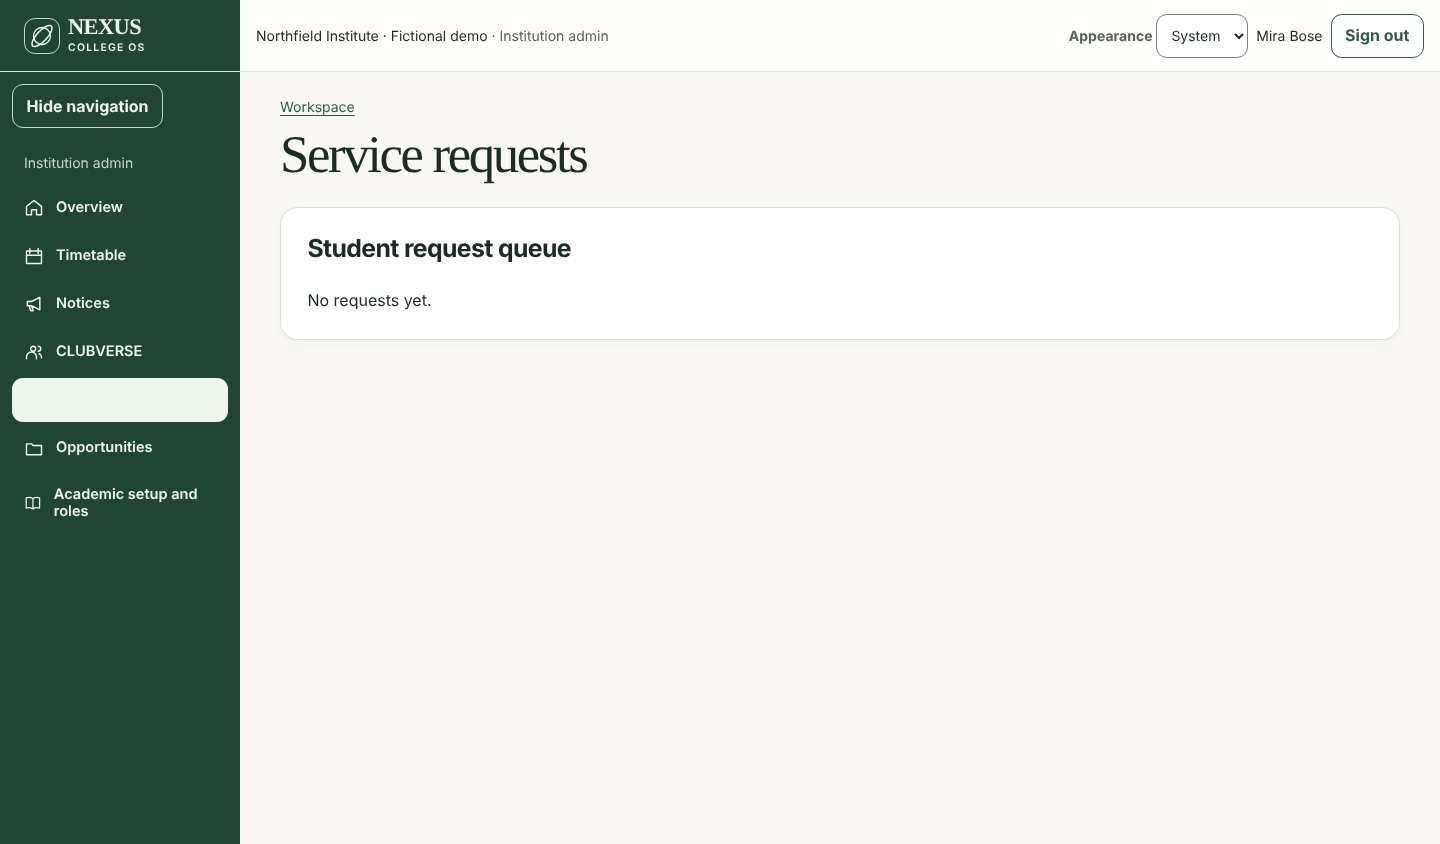 NEXUS
COLLEGE OS
Northfield Institute · Fictional demo · Institution admin
Appearance
System
Mira Bose
Sign out
Hide navigation
Institution admin
Overview
Timetable
Notices
CLUBVERSE
Opportunities
Academic setup and
roles
Workspace
Service requests
Student request queue
No requests yet.